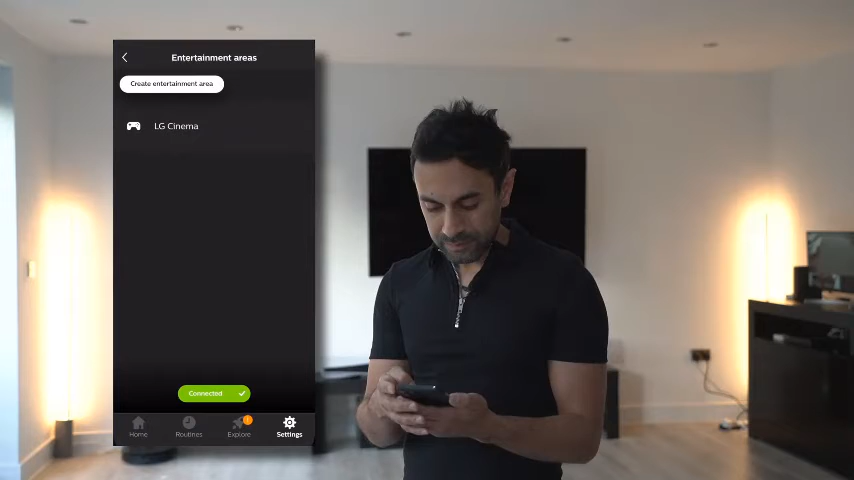 Entertainment areas
Create entertainment area
LG Cinema
Connected
Home
Routines
Explore
Settings